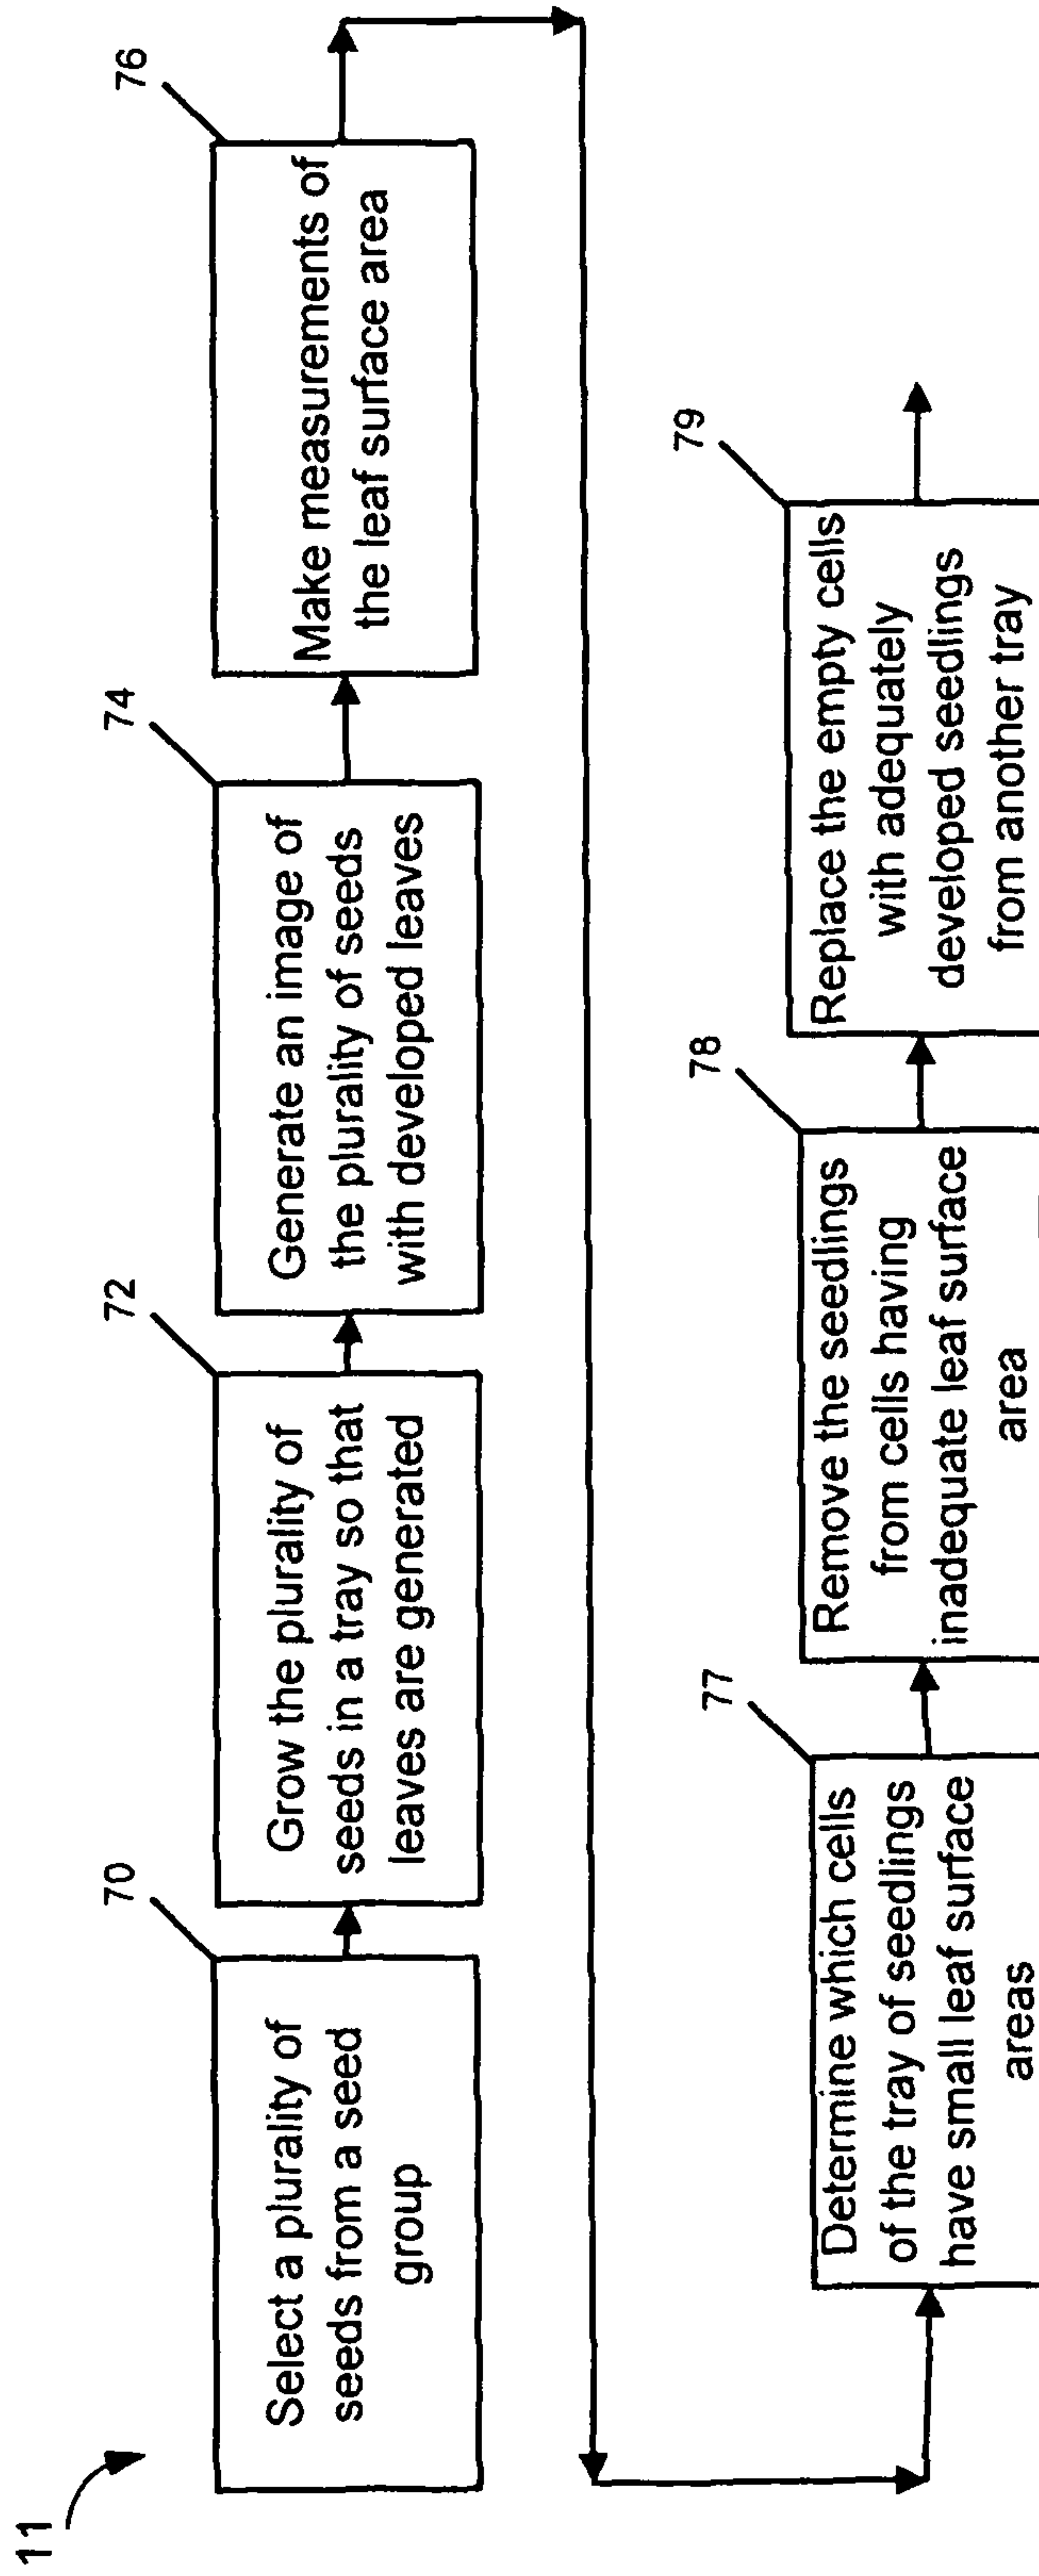 11
70
Select a plurality of
seeds from a seed
group
72
Grow the plurality of
seeds in a tray so that
leaves are generated
74
Generate an image of
the plurality of seeds
with developed leaves
76
Make measurements of
the leaf surface area
77
Determine which cells
of the tray of seedlings
have small leaf surface
areas
78
Remove the seedlings
from cells having
inadequate leaf surface
area
79
Replace the empty cells
with adequately
developed seedlings
from another tray